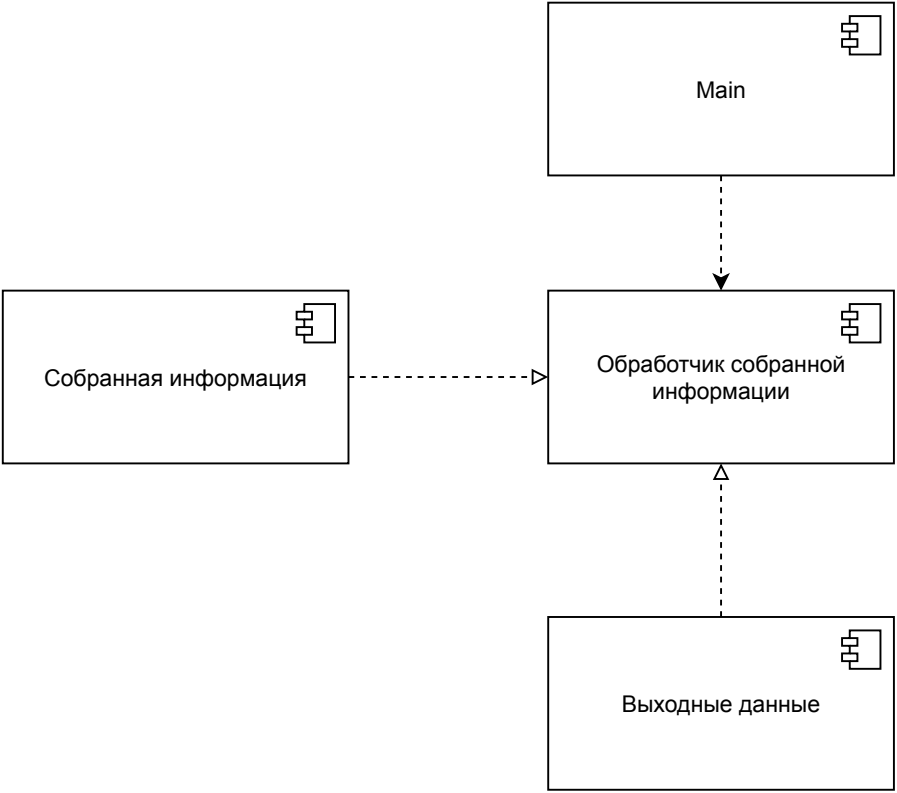 Main
Собранная информация
Обработчик собранной
информации
Выходные данные